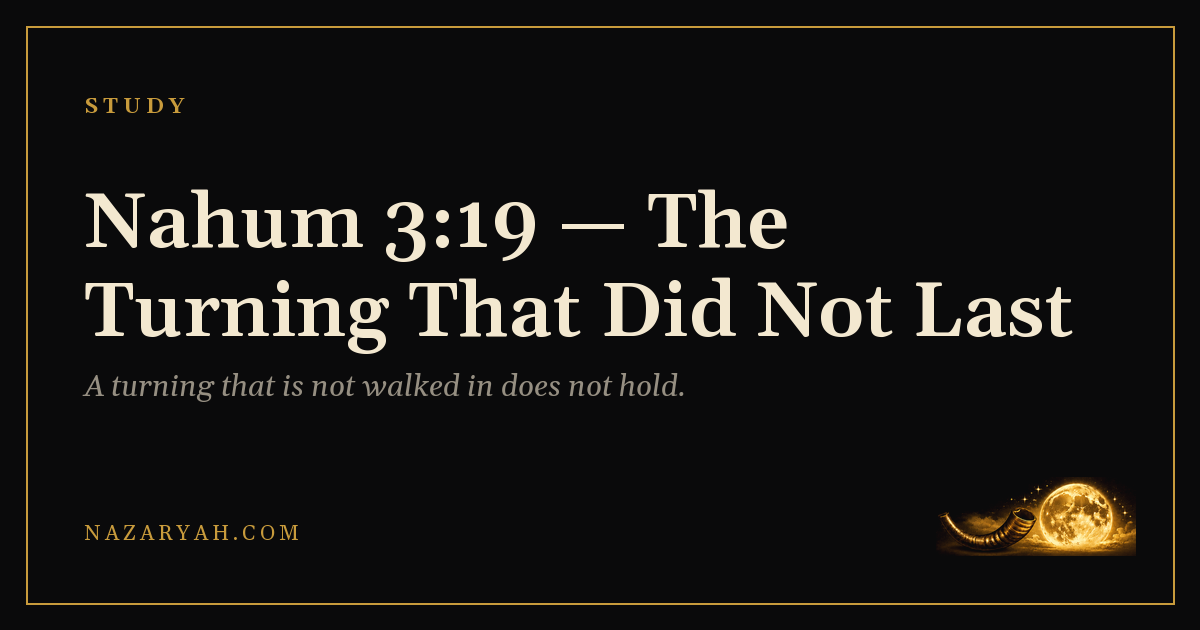 STUDY
Nahum 3:19 — The
Turning That Did Not Last
A turning that is not walked in does not hold.
NAZARYAH.COM